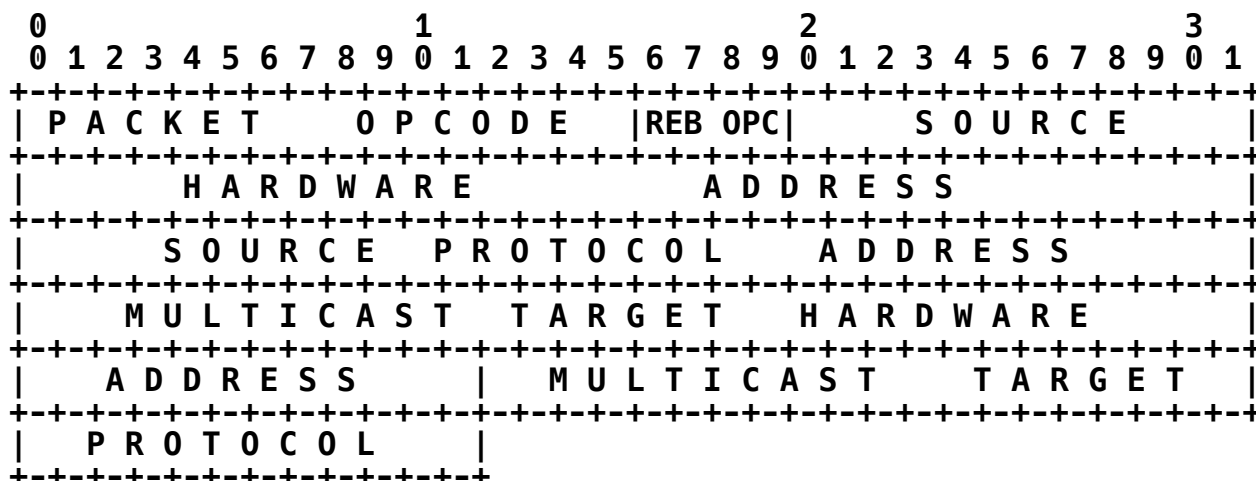 0 1 2 3
0 1 2 3 4 5 6 7 8 9 0 1 2 3 4 5 6 7 8 9 0 1 2 3 4 5 6 7 8 9 0 1
+-+-+-+-+-+-+-+-+-+-+-+-+-+-+-+-+-+-+-+-+-+-+-+-+-+-+-+-+-+-+-+-+
| P A C K E T O P C O D E |REB OPC| S O U R C E |
+-+-+-+-+-+-+-+-+-+-+-+-+-+-+-+-+-+-+-+-+-+-+-+-+-+-+-+-+-+-+-+-+
| H A R D W A R E A D D R E S S |
+-+-+-+-+-+-+-+-+-+-+-+-+-+-+-+-+-+-+-+-+-+-+-+-+-+-+-+-+-+-+-+-+
| S O U R C E P R O T O C O L A D D R E S S |
+-+-+-+-+-+-+-+-+-+-+-+-+-+-+-+-+-+-+-+-+-+-+-+-+-+-+-+-+-+-+-+-+
| M U L T I C A S T T A R G E T H A R D W A R E |
+-+-+-+-+-+-+-+-+-+-+-+-+-+-+-+-+-+-+-+-+-+-+-+-+-+-+-+-+-+-+-+-+
| A D D R E S S | M U L T I C A S T T A R G E T |
+-+-+-+-+-+-+-+-+-+-+-+-+-+-+-+-+-+-+-+-+-+-+-+-+-+-+-+-+-+-+-+-+
| P R O T O C O L |
+-+-+-+-+-+-+-+-+-+-+-+-+